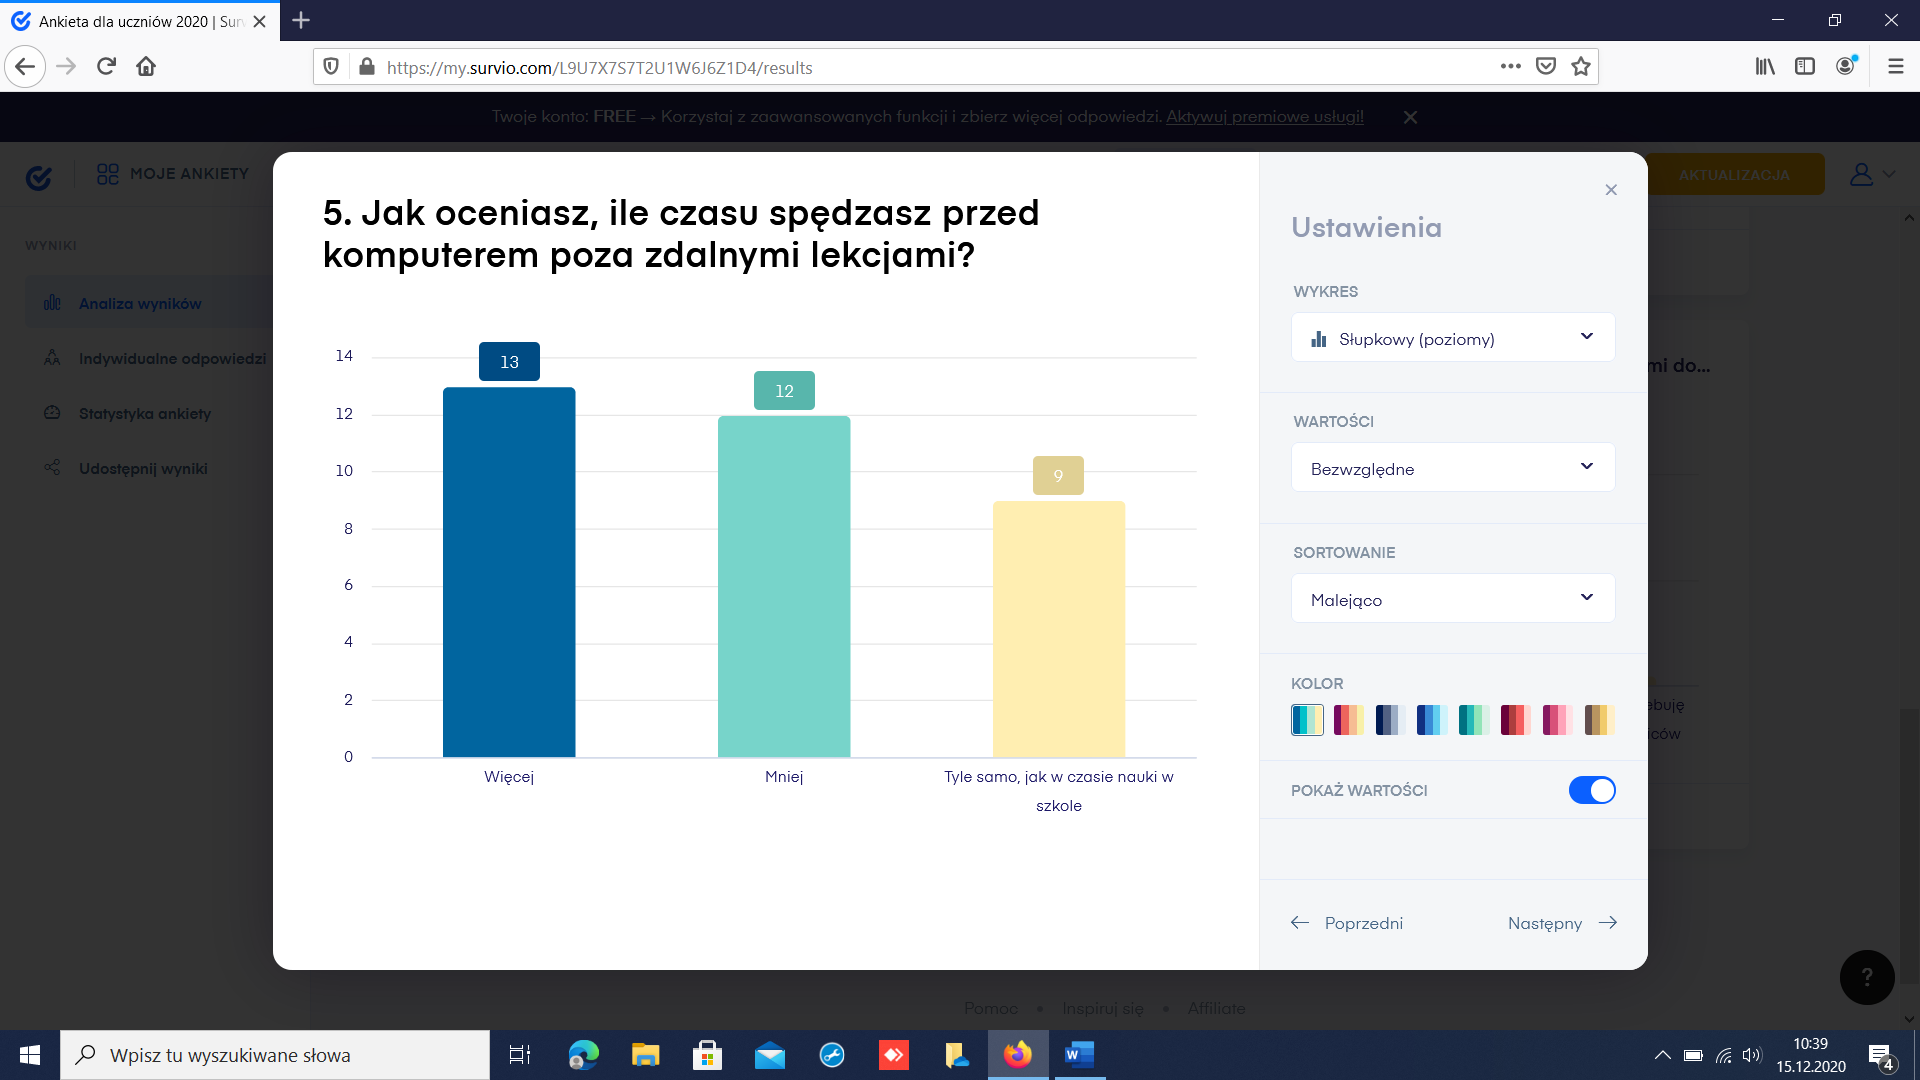 Ankieta dla uczniów 2020 | Surv
https://my.survio.com/L9U7X7S7T2U1W6J6Z1D4/results
Twoje konto: FREE → Korzystaj z zaawansowanych funkcji i zbierz więcej odpowiedzi. Aktywuj premiowe usługi!
MOJE ANKIETY
AKTUALIZACJA
WYNIKI
Analiza wyników
Indywidualne odpowiedzi
Statystyka ankiety
Udostępnij wyniki
5. Jak oceniasz, ile czasu spędzasz przed
komputerem poza zdalnymi lekcjami?
14
12
10
8
6
4
2
0
13
12
9
Więcej
Mniej
Tyle samo, jak w czasie nauki w
szkole
Ustawienia
WYKRES
Słupkowy (poziomy)
WARTOŚCI
Bezwzględne
SORTOWANIE
Malejąco
KOLOR
POKAŻ WARTOŚCI
Poprzedni
Następny
mi do...
ebuję
ców
?
Pomoc • Inspiruj się • Affiliate
Wpisz tu wyszukiwane słowa
10:39
15.12.2020
4